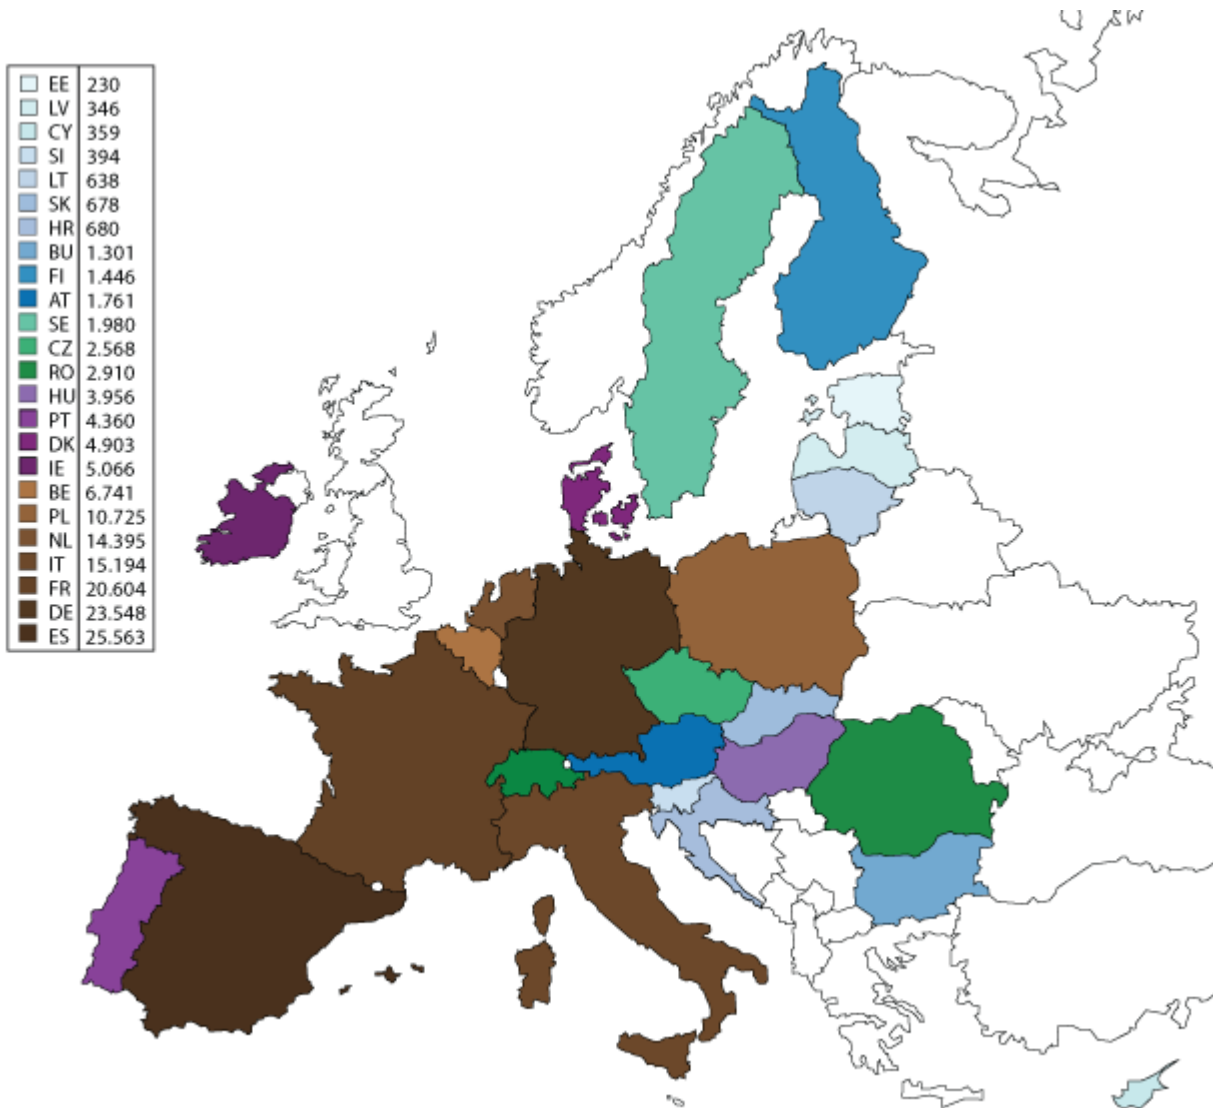 EE 230
LV 346
CY 359
SI 394
LT 638
SK 678
HR 680
BU 1.301
FI 1.446
AT 1.761
SE 1.980
CZ 2.568
RO 2.910
HU 3.956
PT 4.360
DK 4.903
IE 5.066
BE 6.741
PL 10.725
NL 14.395
IT 15.194
FR 20.604
DE 23.548
ES 25.563